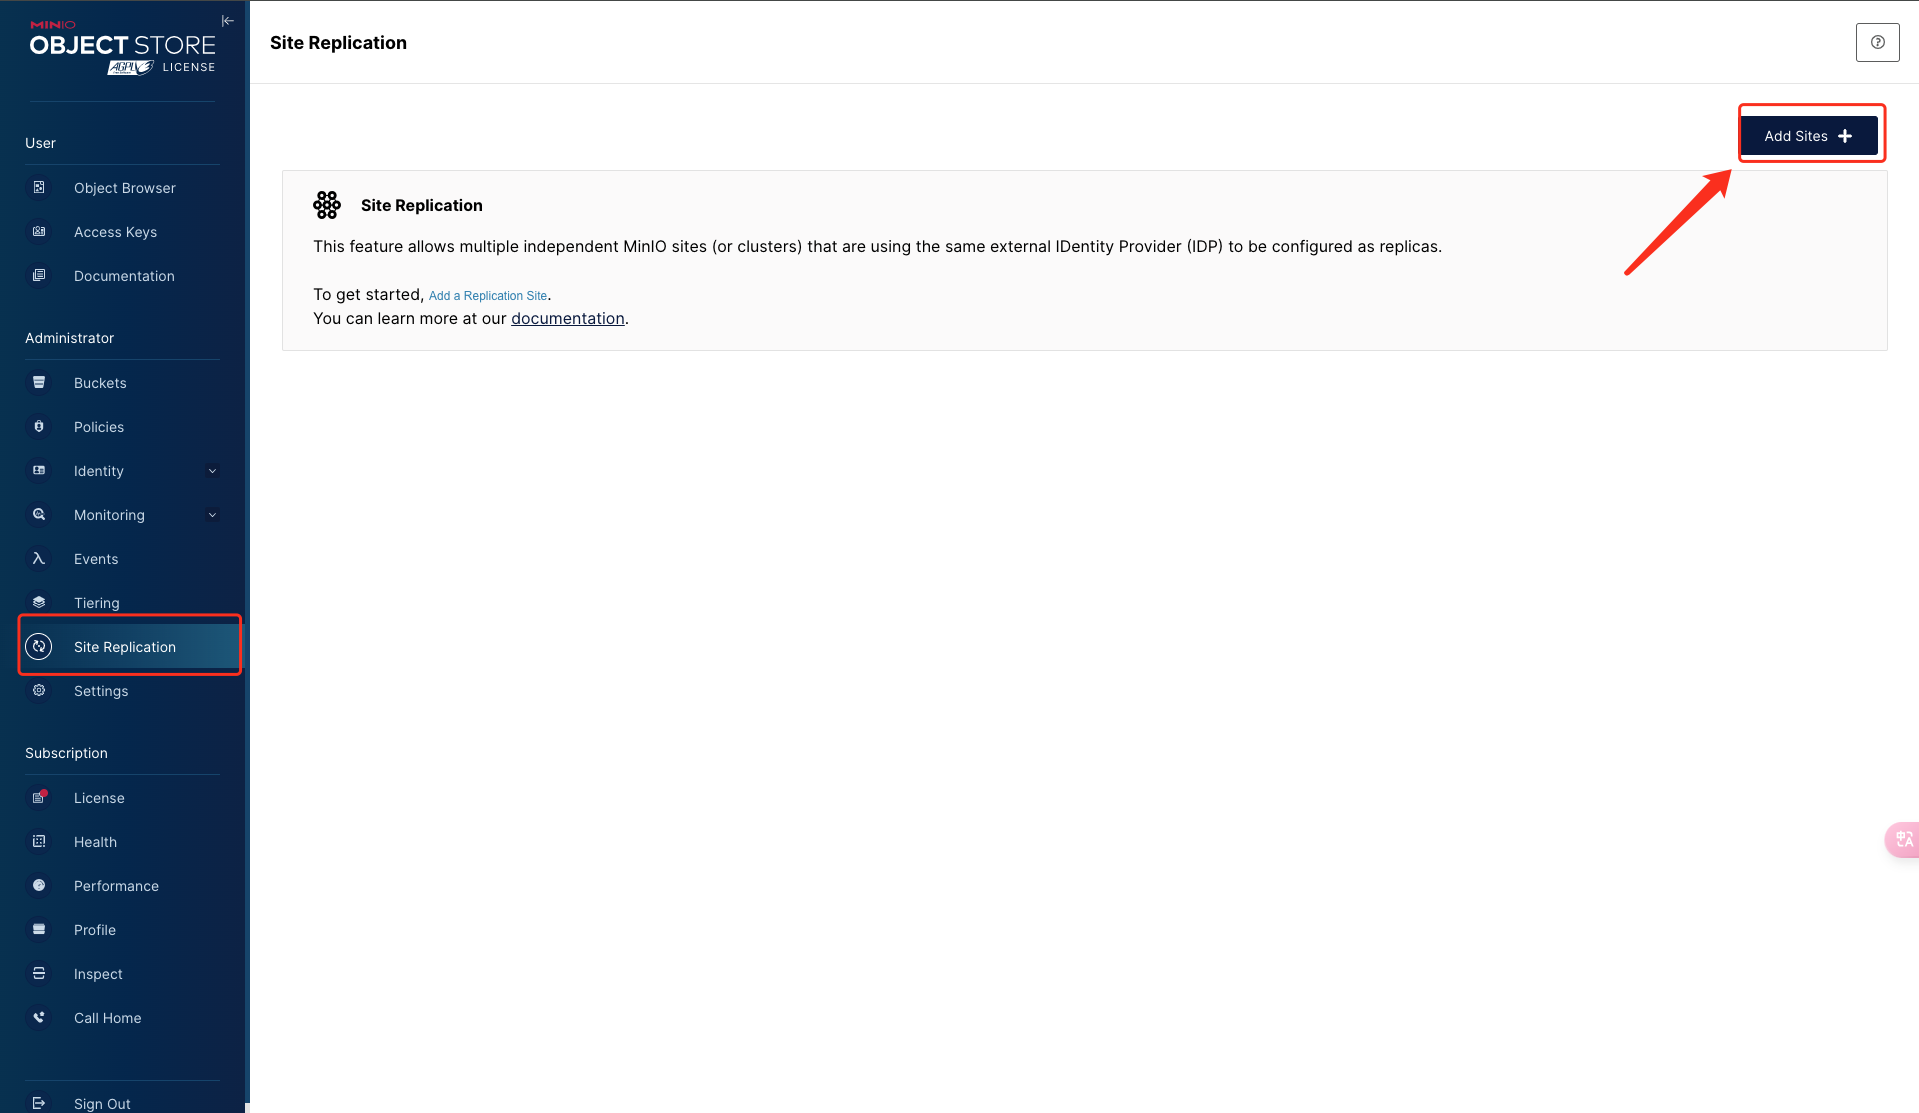 MINIO
OBJECT STORE
AGPLv3 LICENSE
Site Replication
User
Object Browser
Access Keys
Documentation
Administrator
Buckets
Policies
Identity
Monitoring
Events
Tiering
Site Replication
Settings
Subscription
License
Health
Performance
Profile
Inspect
Call Home
Sign Out
Add Sites
Site Replication
This feature allows multiple independent MinIO sites (or clusters) that are using the same external IDentity Provider (IDP) to be configured as replicas.
To get started, Add a Replication Site.
You can learn more at our documentation.